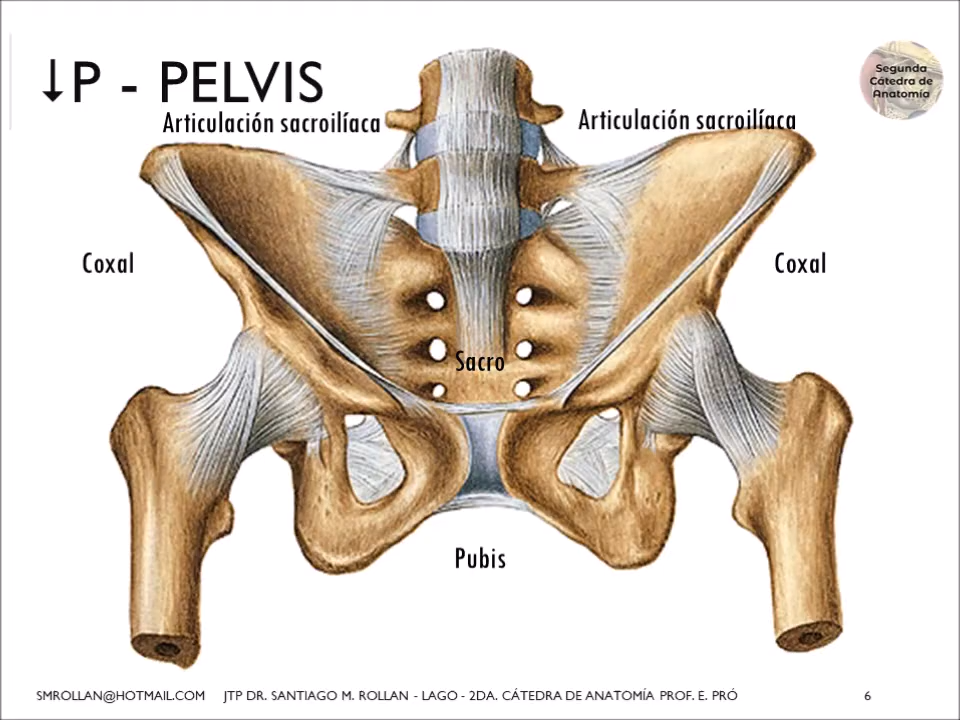 ↓P - PELVIS
Segunda
Cátedra de
Anatomía
Articulación sacroilíaca
Articulación sacroilíaca
Coxal
Coxal
Sacro
Pubis
SMROLLAN@HOTMAIL.COM JTP DR. SANTIAGO M. ROLLAN - LAGO - 2DA. CÁTEDRA DE ANATOMÍA PROF. E. PRÓ 6